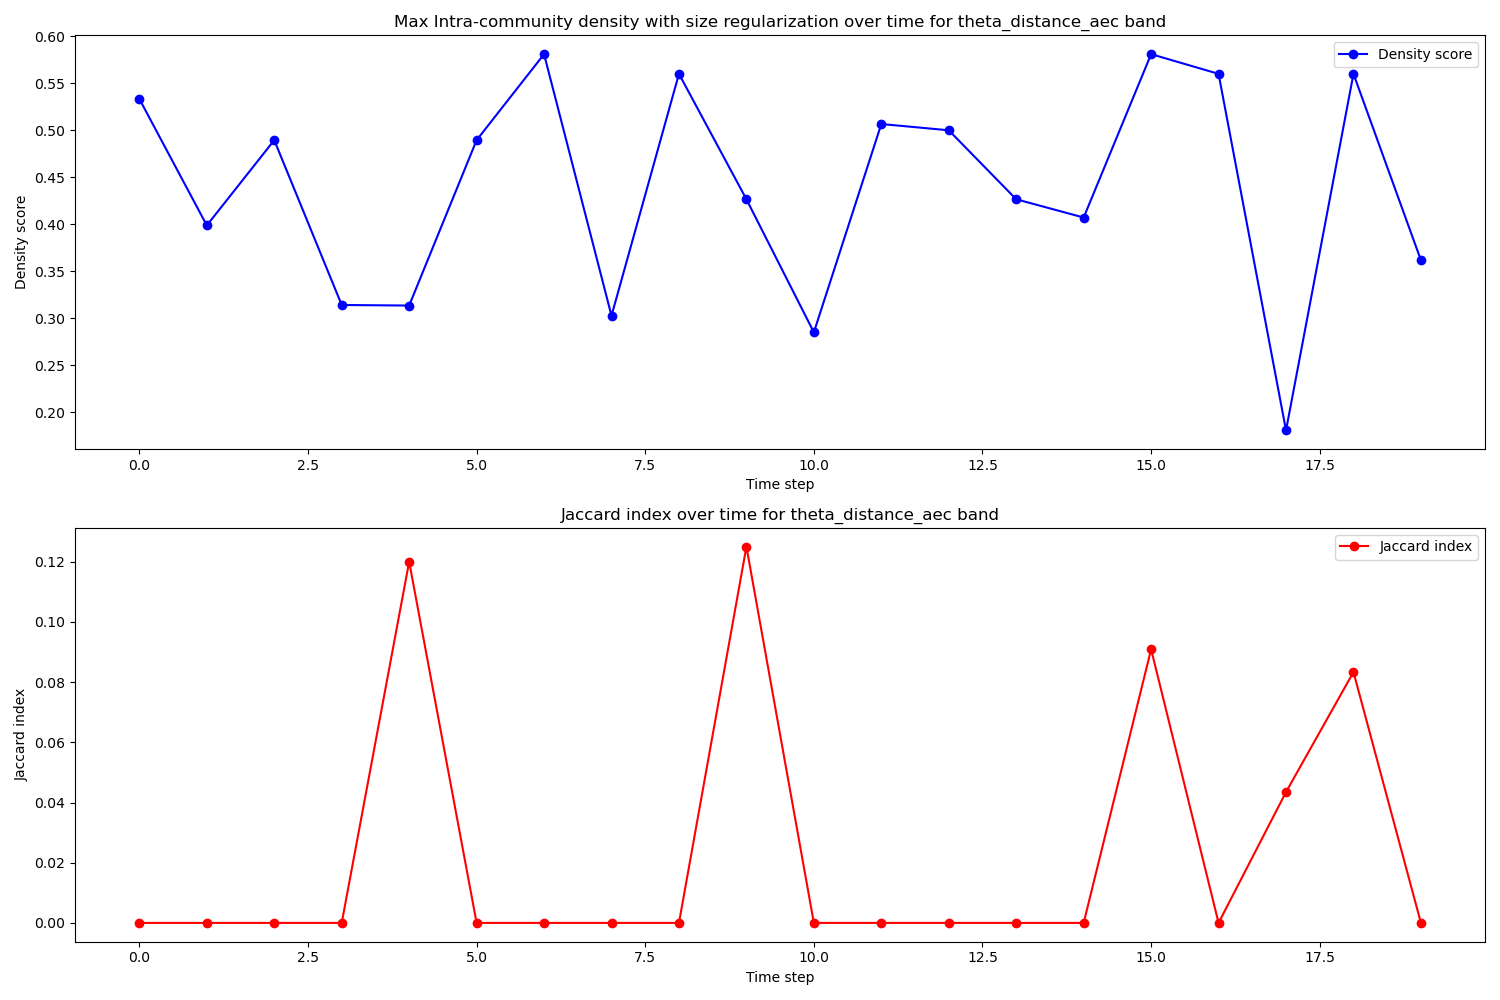 Max Intra-community density with size regularization over time for theta_distance_aec band
Density score
0.60
0.55
0.50
0.45
0.40
0.35
0.30
0.25
0.20
Density score
0.0 2.5 5.0 7.5 10.0 12.5 15.0 17.5
Time step
Jaccard index over time for theta_distance_aec band
Jaccard index
0.12
0.10
0.08
0.06
0.04
0.02
0.00
Jaccard index
0.0 2.5 5.0 7.5 10.0 12.5 15.0 17.5
Time step